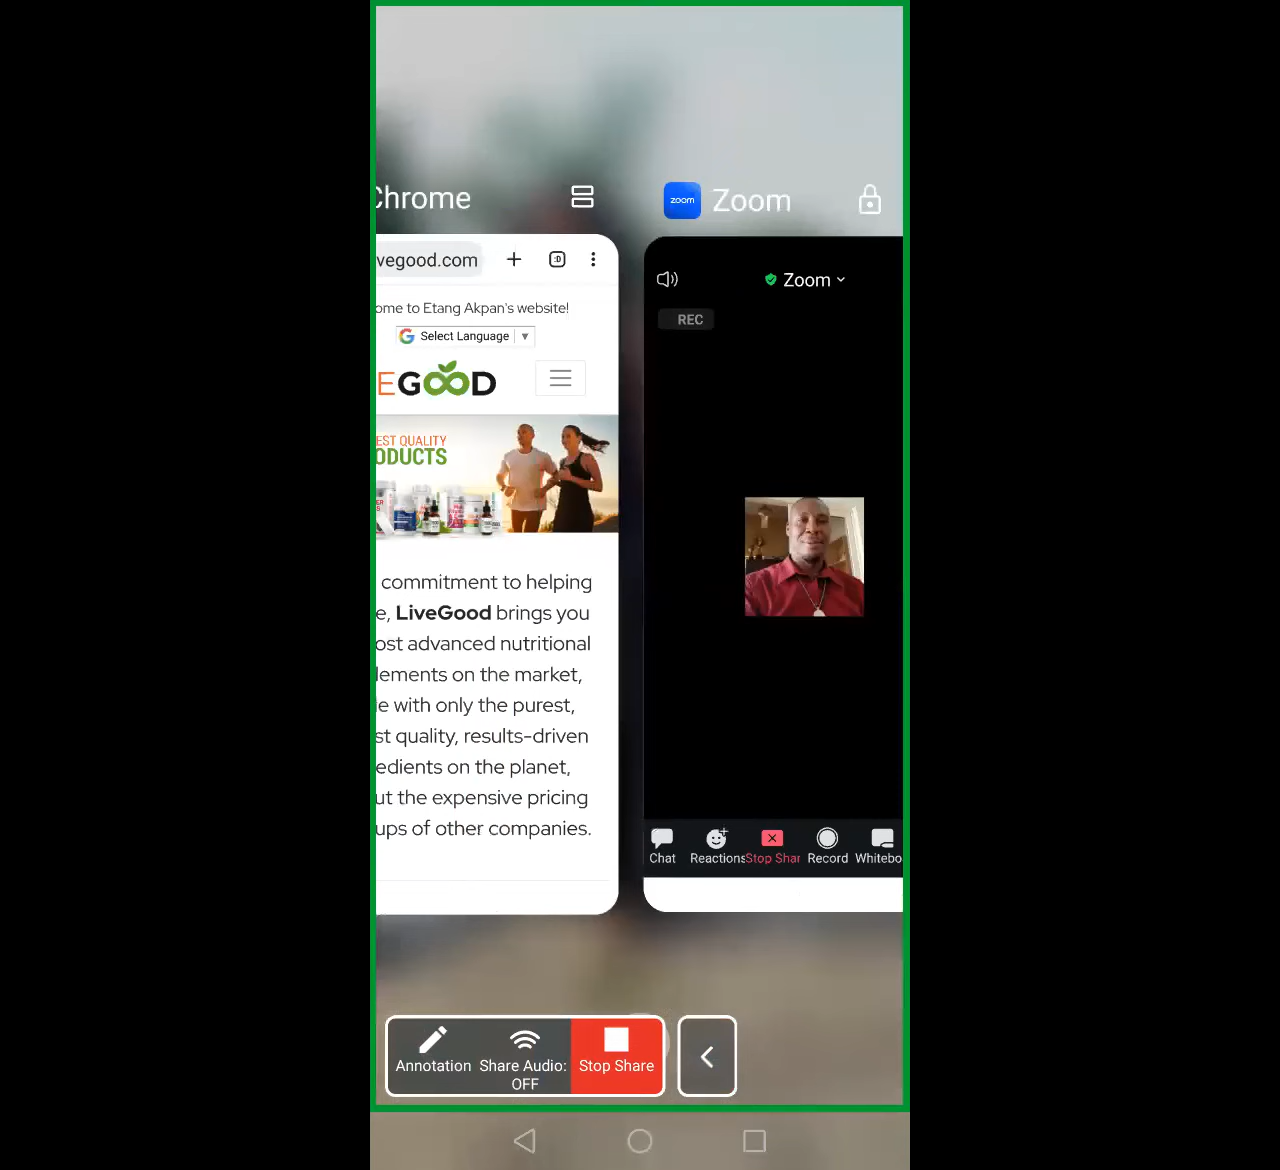 Chrome
Zoom
zoom
vegood.com
:D
ome to Etang Akpan's website!
Select Language
EGOOD
EST QUALITY
ODUCTS
commitment to helping
e, LiveGood brings you
ost advanced nutritional
lements on the market,
e with only the purest,
st quality, results-driven
edients on the planet,
ut the expensive pricing
ups of other companies.
Zoom
REC
Chat
Reactions
Stop Shar
Record
Whitebo
Annotation
Share Audio:
OFF
Stop Share